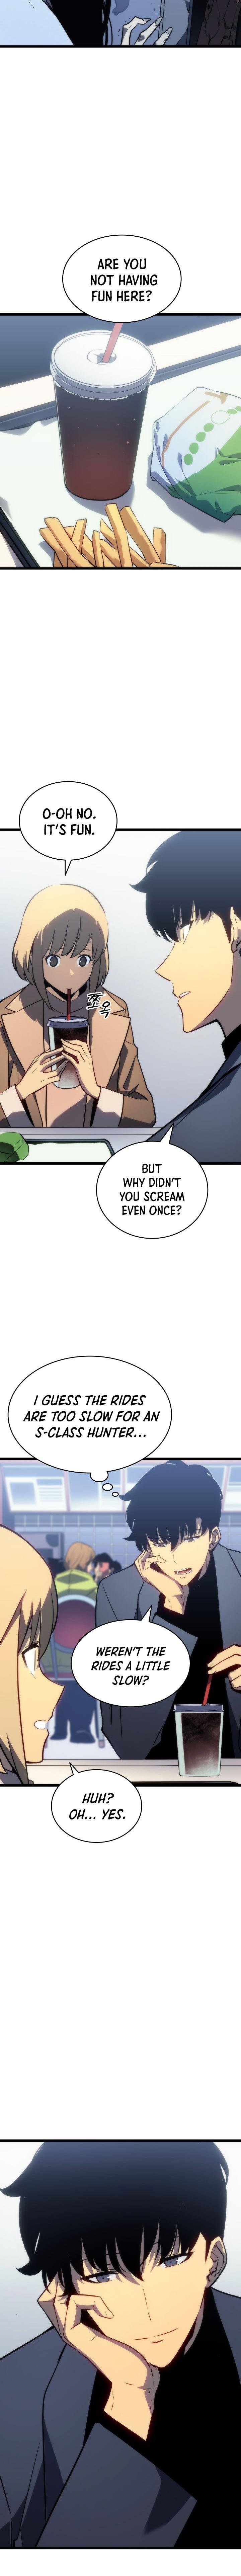 ARE YOU
NOT HAVING
FUN HERE?
O-OH NO.
IT'S FUN.
쪼옥
BUT
WHY DIDN'T
YOU SCREAM
EVEN ONCE?
I GUESS THE RIDES
ARE TOO SLOW FOR AN
S-CLASS HUNTER...
WEREN'T THE
RIDES A LITTLE
SLOW?
HUH?
OH... YES.